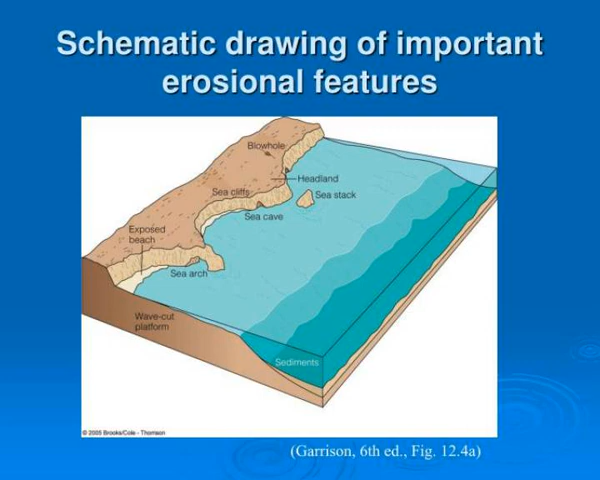 Schematic drawing of important
erosional features
Blowhole
Headland
Sea cliffs
Sea stack
Sea cave
Exposed
beach
Sea arch
Wave-cut
platform
Sediments
© 2005 Brooks/Cole - Thomson
(Garrison, 6th ed., Fig. 12.4a)